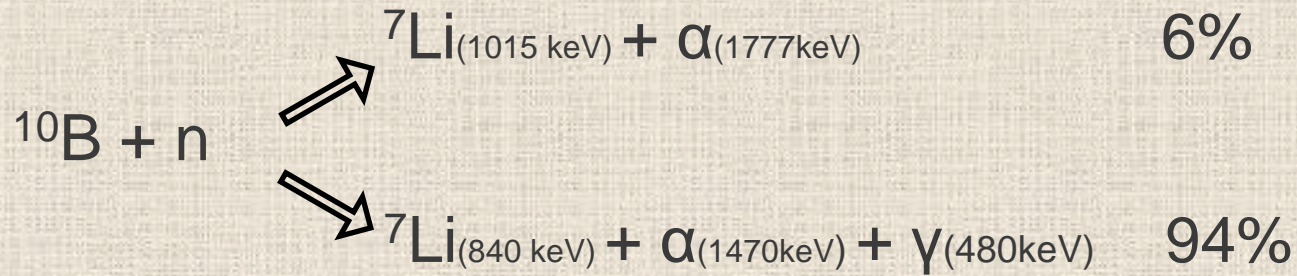 ⁷Li(1015 keV) + α(1777keV) 6%
¹⁰B + n
⁷Li(840 keV) + α(1470keV) + γ(480keV) 94%